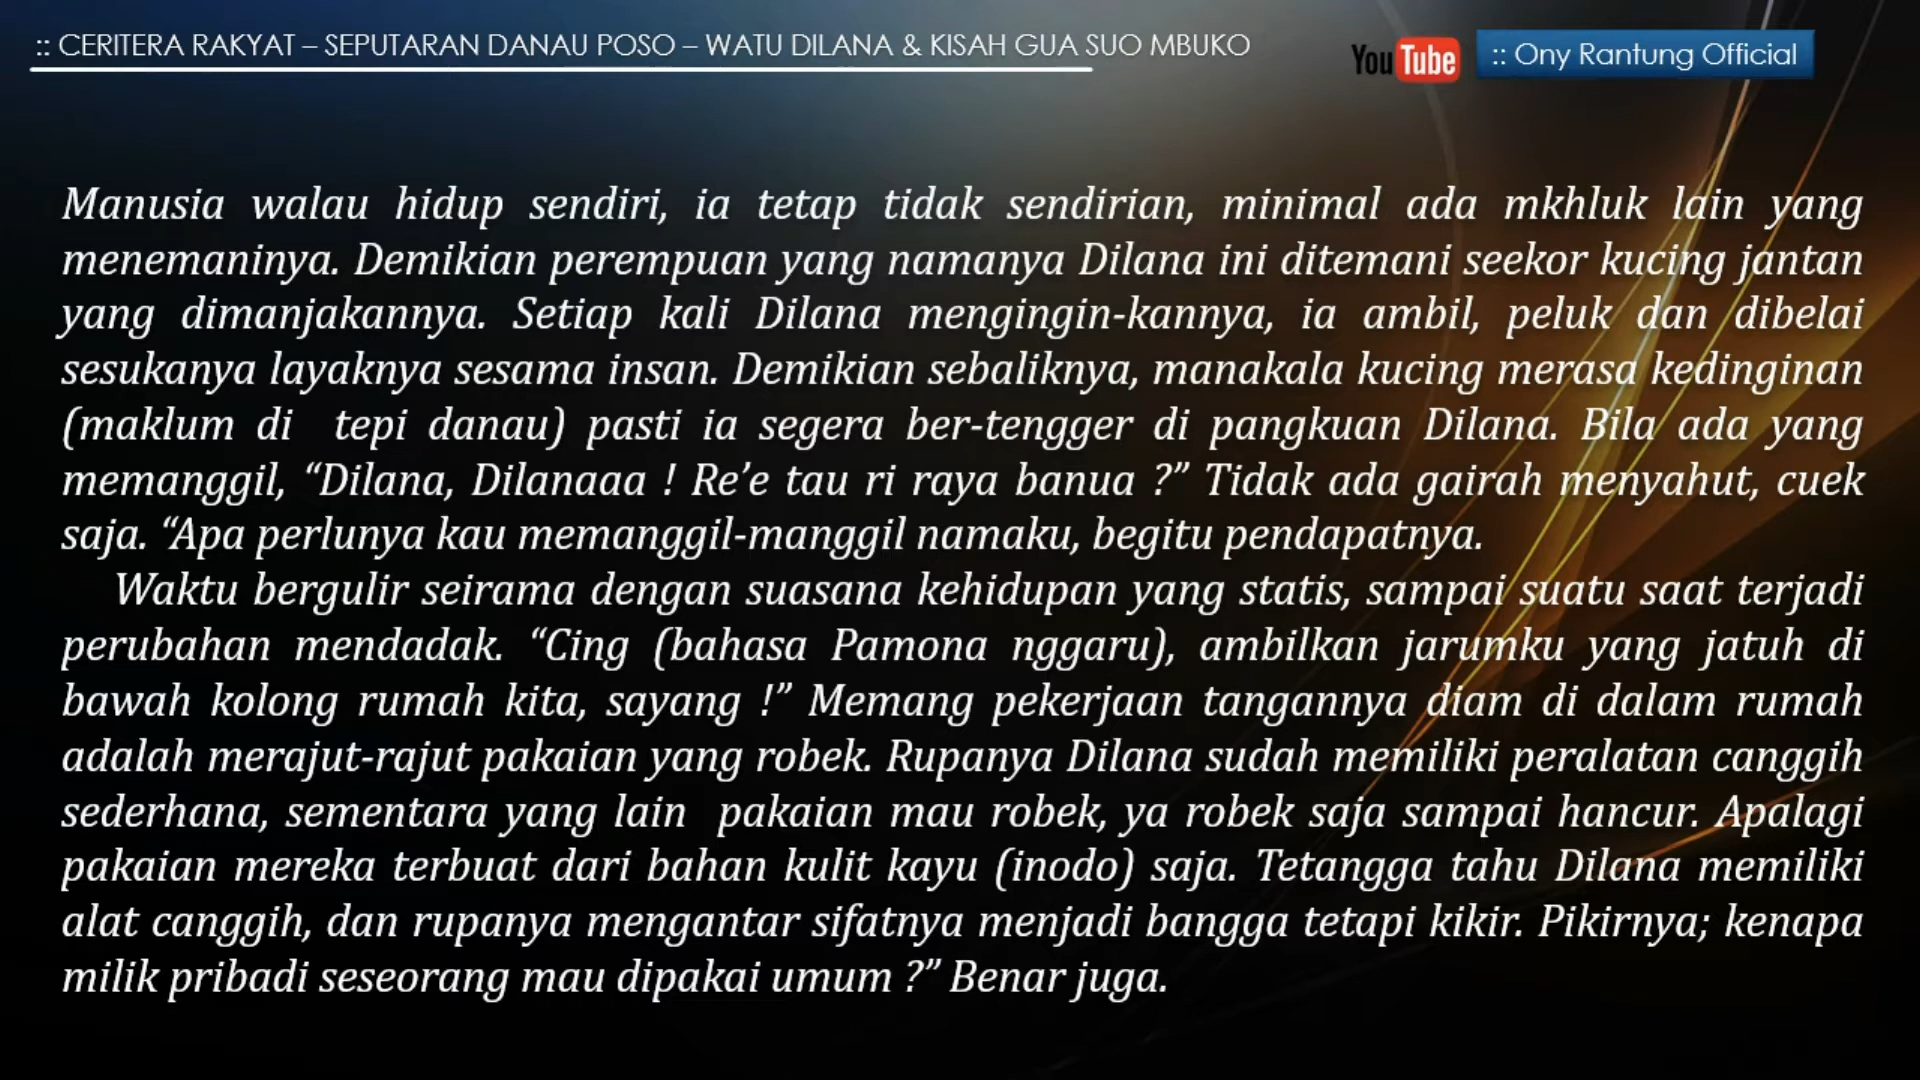 :: CERITERA RAKYAT – SEPUTARAN DANAU POSO – WATU DILANA & KISAH GUA SUO MBUKO
YouTube :: Ony Rantung Official
Manusia walau hidup sendiri, ia tetap tidak sendirian, minimal ada mkhluk lain yang
menemaninya. Demikian perempuan yang namanya Dilana ini ditemani seekor kucing jantan
yang dimanjakannya. Setiap kali Dilana mengingin-kannya, ia ambil, peluk dan dibelai
sesukanya layaknya sesama insan. Demikian sebaliknya, manakala kucing merasa kedinginan
(maklum di tepi danau) pasti ia segera ber-tengger di pangkuan Dilana. Bila ada yang
memanggil, “Dilana, Dilanaaa ! Re’e tau ri raya banua ?” Tidak ada gairah menyahut, cuek
saja. “Apa perlunya kau memanggil-manggil namaku, begitu pendapatnya.
Waktu bergulir seirama dengan suasana kehidupan yang statis, sampai suatu saat terjadi
perubahan mendadak. “Cing (bahasa Pamona nggaru), ambilkan jarumku yang jatuh di
bawah kolong rumah kita, sayang !” Memang pekerjaan tangannya diam di dalam rumah
adalah merajut-rajut pakaian yang robek. Rupanya Dilana sudah memiliki peralatan canggih
sederhana, sementara yang lain pakaian mau robek, ya robek saja sampai hancur. Apalagi
pakaian mereka terbuat dari bahan kulit kayu (inodo) saja. Tetangga tahu Dilana memiliki
alat canggih, dan rupanya mengantar sifatnya menjadi bangga tetapi kikir. Pikirnya; kenapa
milik pribadi seseorang mau dipakai umum ?” Benar juga.